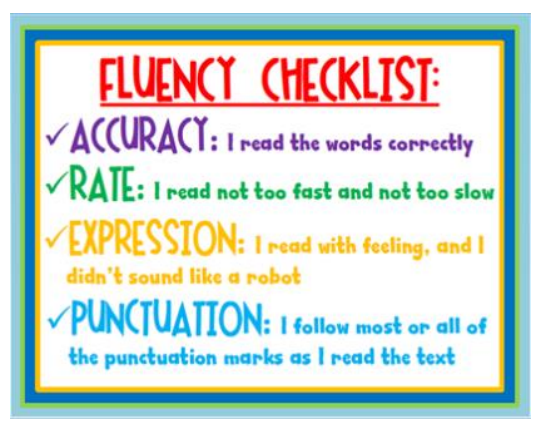 FLUENCY CHECKLIST:
✓ACCURACY: I read the words correctly
✓RATE: I read not too fast and not too slow
✓EXPRESSION: I read with feeling, and I
didn't sound like a robot
✓PUNCTUATION: I follow most or all of
the punctuation marks as I read the text